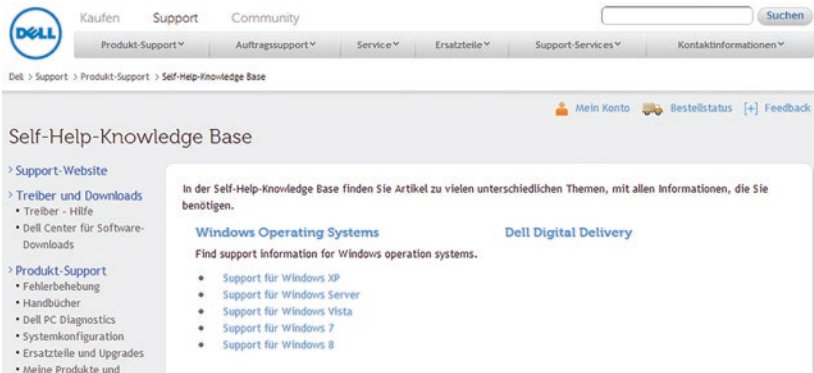 DELL
Kaufen Support Community
Suchen
Produkt-Support Auftragssupport Service Ersatzteile Support-Services Kontaktinformationen
Dell > Support > Produkt-Support > Self-Help-Knowledge Base
Mein Konto Bestellstatus [+] Feedback
Self-Help-Knowledge Base
> Support-Website
> Treiber und Downloads
• Treiber - Hilfe
• Dell Center für Software-
Downloads
> Produkt-Support
• Fehlerbehebung
• Handbücher
• Dell PC Diagnostics
• Systemkonfiguration
• Ersatzteile und Upgrades
• Meine Produkte und
In der Self-Help-Knowledge Base finden Sie Artikel zu vielen unterschiedlichen Themen, mit allen Informationen, die Sie
benötigen.
Windows Operating Systems
Find support information for Windows operation systems.
• Support für Windows XP
• Support für Windows Server
• Support für Windows Vista
• Support für Windows 7
• Support für Windows 8
Dell Digital Delivery